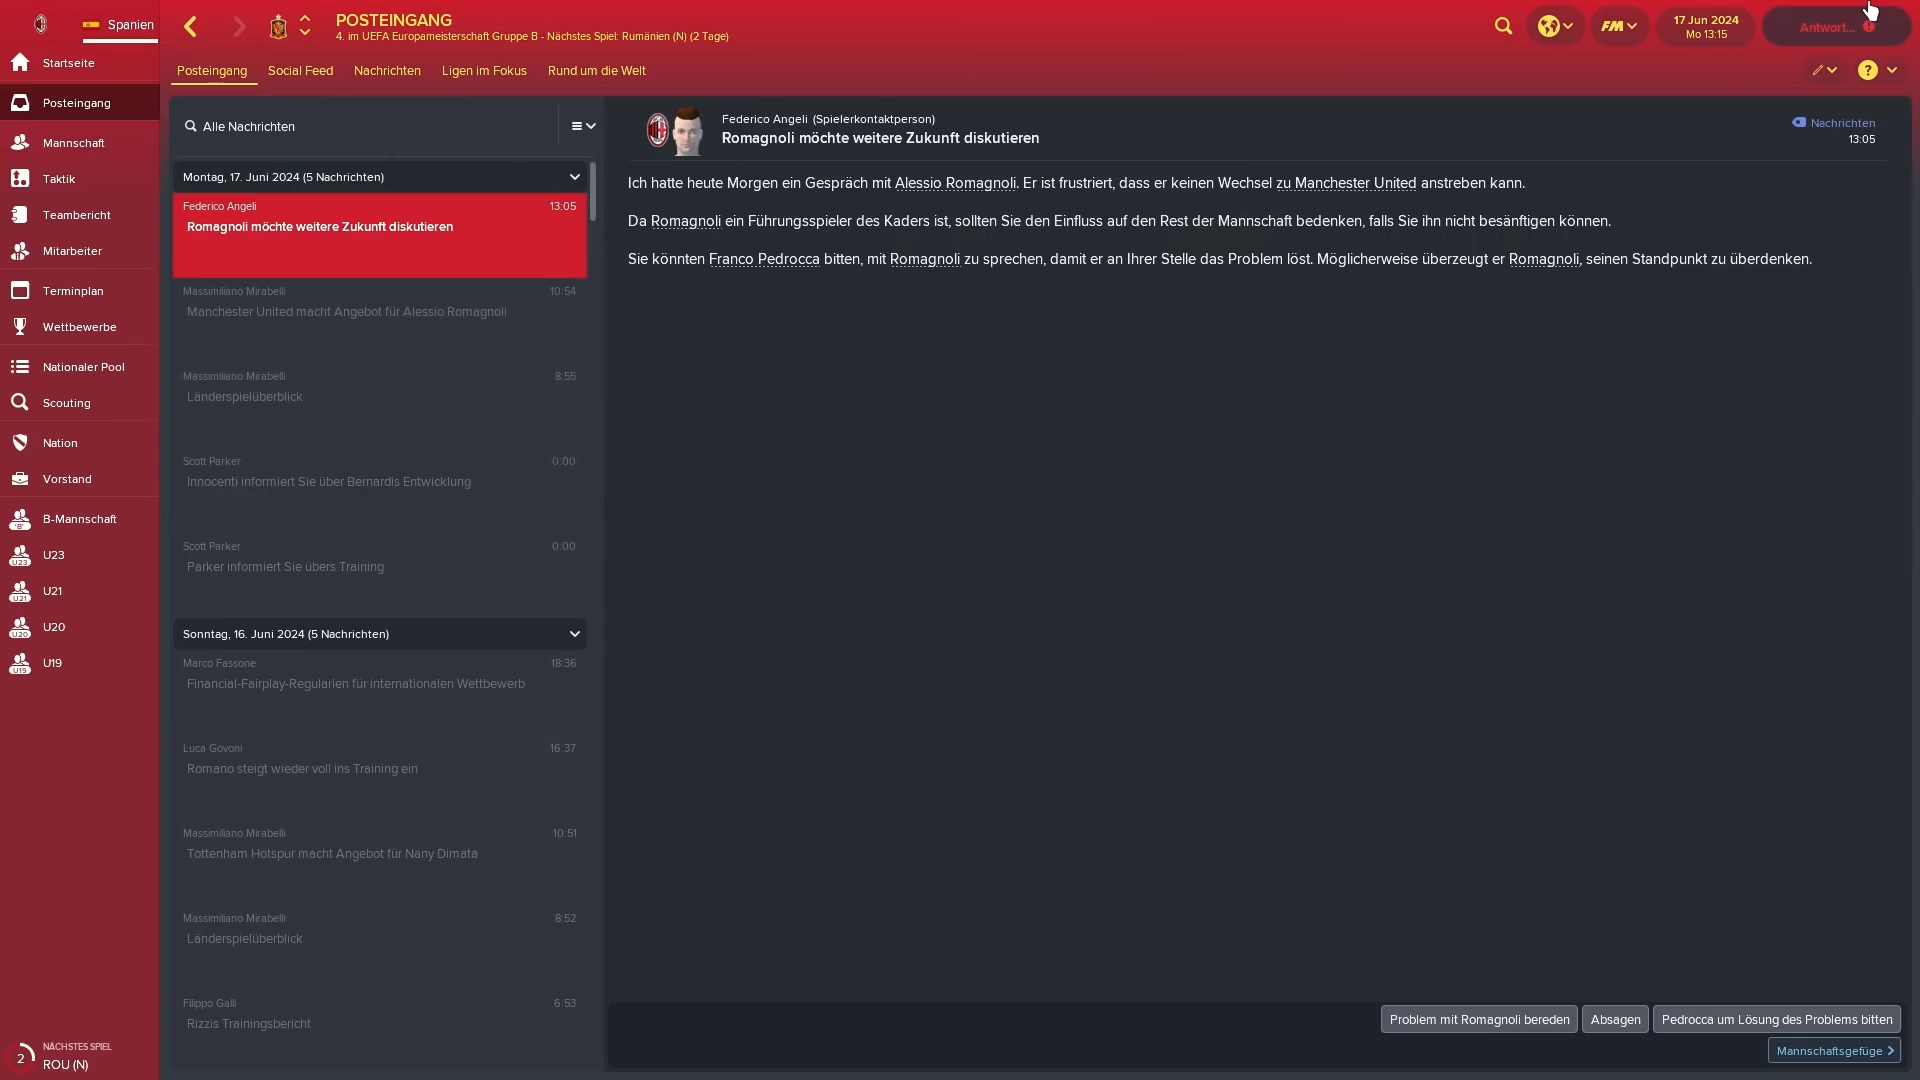 Spanien
POSTEINGANG
4. im UEFA Europameisterschaft Gruppe B - Nächstes Spiel: Rumänien (N) (2 Tage)
FM
17 Jun 2024
Mo 13:15
Antwort...
Posteingang
Social Feed
Nachrichten
Ligen im Fokus
Rund um die Welt
?
Startseite
Posteingang
Mannschaft
Taktik
Teambericht
Mitarbeiter
Terminplan
Wettbewerbe
Nationaler Pool
Scouting
Nation
Vorstand
B-Mannschaft
U23
U21
U20
U19
NÄCHSTES SPIEL
2
ROU (N)
Alle Nachrichten
Montag, 17. Juni 2024 (5 Nachrichten)
Federico Angeli 13:05
Romagnoli möchte weitere Zukunft diskutieren
Massimiliano Mirabelli 10:54
Manchester United macht Angebot für Alessio Romagnoli
Massimiliano Mirabelli 8:55
Länderspielüberblick
Scott Parker 0:00
Innocenti informiert Sie über Bernardis Entwicklung
Scott Parker 0:00
Parker informiert Sie übers Training
Sonntag, 16. Juni 2024 (5 Nachrichten)
Marco Fassone 18:36
Financial-Fairplay-Regularien für internationalen Wettbewerb
Luca Govoni 16:37
Romano steigt wieder voll ins Training ein
Massimiliano Mirabelli 10:51
Tottenham Hotspur macht Angebot für Nany Dimata
Massimiliano Mirabelli 8:52
Länderspielüberblick
Filippo Galli 6:53
Rizzis Trainingsbericht
Federico Angeli (Spielerkontaktperson)
Romagnoli möchte weitere Zukunft diskutieren
Nachrichten
13:05
Ich hatte heute Morgen ein Gespräch mit Alessio Romagnoli. Er ist frustriert, dass er keinen Wechsel zu Manchester United anstreben kann.
Da Romagnoli ein Führungsspieler des Kaders ist, sollten Sie den Einfluss auf den Rest der Mannschaft bedenken, falls Sie ihn nicht besänftigen können.
Sie könnten Franco Pedrocca bitten, mit Romagnoli zu sprechen, damit er an Ihrer Stelle das Problem löst. Möglicherweise überzeugt er Romagnoli, seinen Standpunkt zu überdenken.
Problem mit Romagnoli bereden
Absagen
Pedrocca um Lösung des Problems bitten
Mannschaftsgefüge